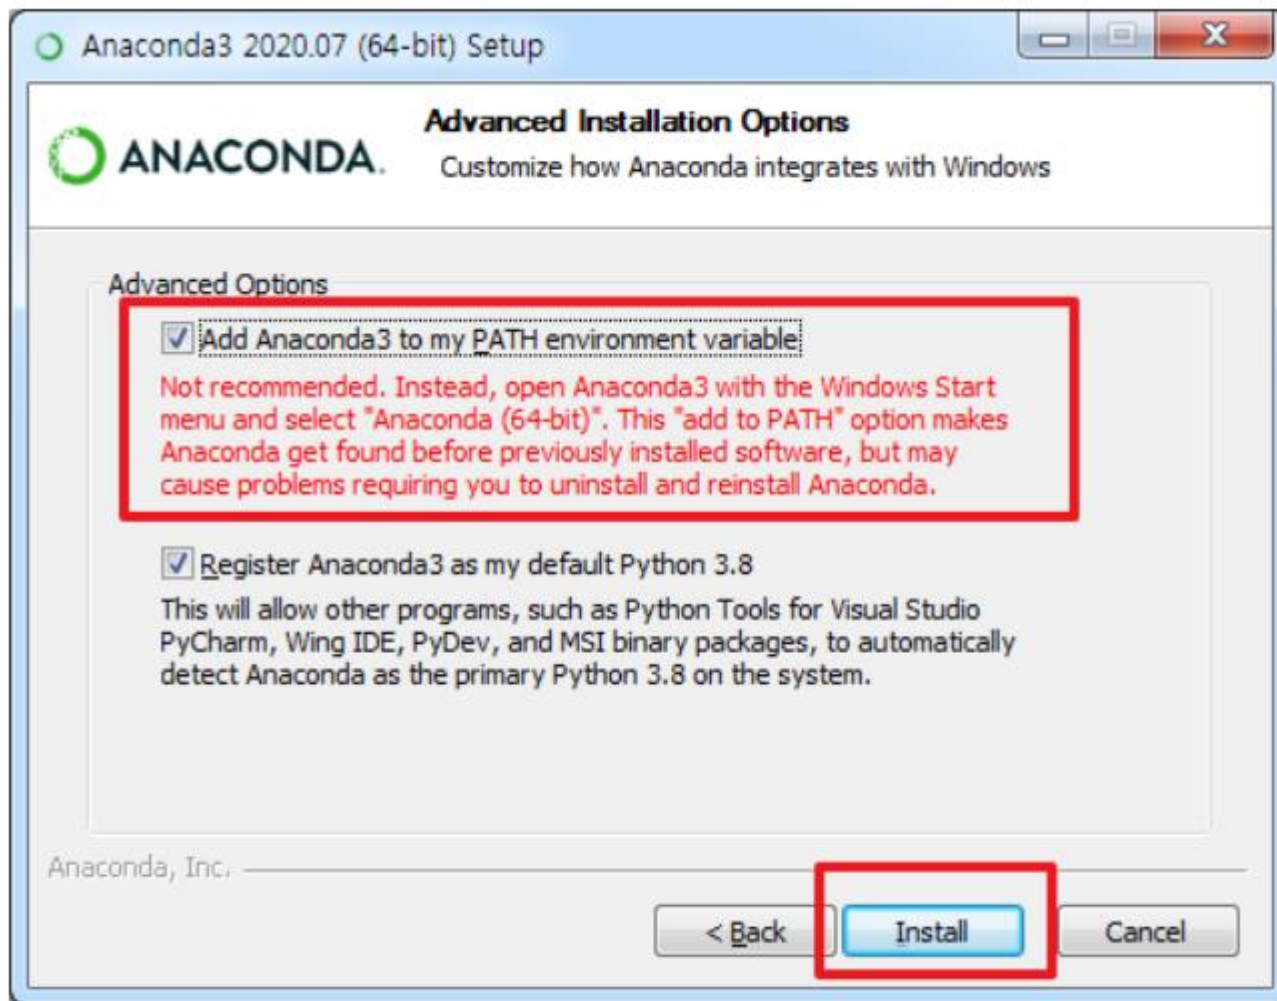 Anaconda3 2020.07 (64-bit) Setup
ANACONDA.
Advanced Installation Options
Customize how Anaconda integrates with Windows
Advanced Options
Add Anaconda3 to my PATH environment variable
Not recommended. Instead, open Anaconda3 with the Windows Start
menu and select "Anaconda (64-bit)". This "add to PATH" option makes
Anaconda get found before previously installed software, but may
cause problems requiring you to uninstall and reinstall Anaconda.
Register Anaconda3 as my default Python 3.8
This will allow other programs, such as Python Tools for Visual Studio
PyCharm, Wing IDE, PyDev, and MSI binary packages, to automatically
detect Anaconda as the primary Python 3.8 on the system.
Anaconda, Inc.
< Back
Install
Cancel